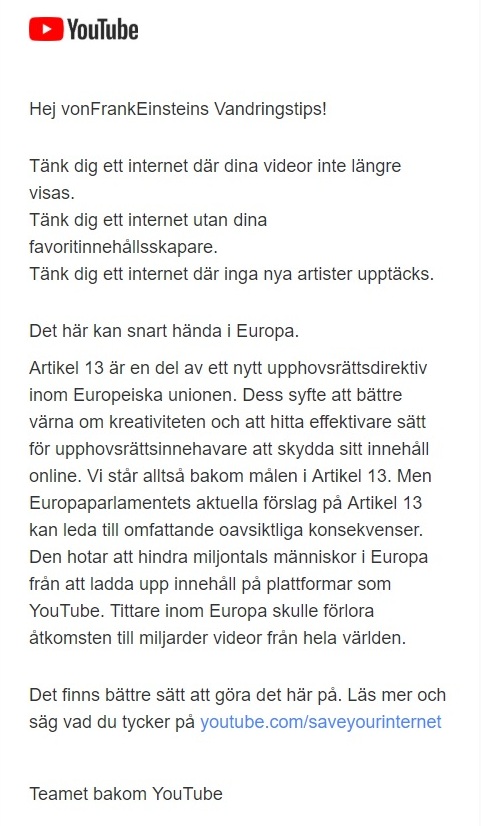 YouTube
Hej vonFrankEinsteins Vandringstips!
Tänk dig ett internet där dina videor inte längre
visas.
Tänk dig ett internet utan dina
favoritinnehållsskapare.
Tänk dig ett internet där inga nya artister upptäcks.
Det här kan snart hända i Europa.
Artikel 13 är en del av ett nytt upphovsrättsdirektiv
inom Europeiska unionen. Dess syfte att bättre
värna om kreativiteten och att hitta effektivare sätt
för upphovsrättsinnehavare att skydda sitt innehåll
online. Vi står alltså bakom målen i Artikel 13. Men
Europaparlamentets aktuella förslag på Artikel 13
kan leda till omfattande oavsiktliga konsekvenser.
Den hotar att hindra miljontals människor i Europa
från att ladda upp innehåll på plattformar som
YouTube. Tittare inom Europa skulle förlora
åtkomsten till miljarder videor från hela världen.
Det finns bättre sätt att göra det här på. Läs mer och
säg vad du tycker på youtube.com/saveyourinternet
Teamet bakom YouTube